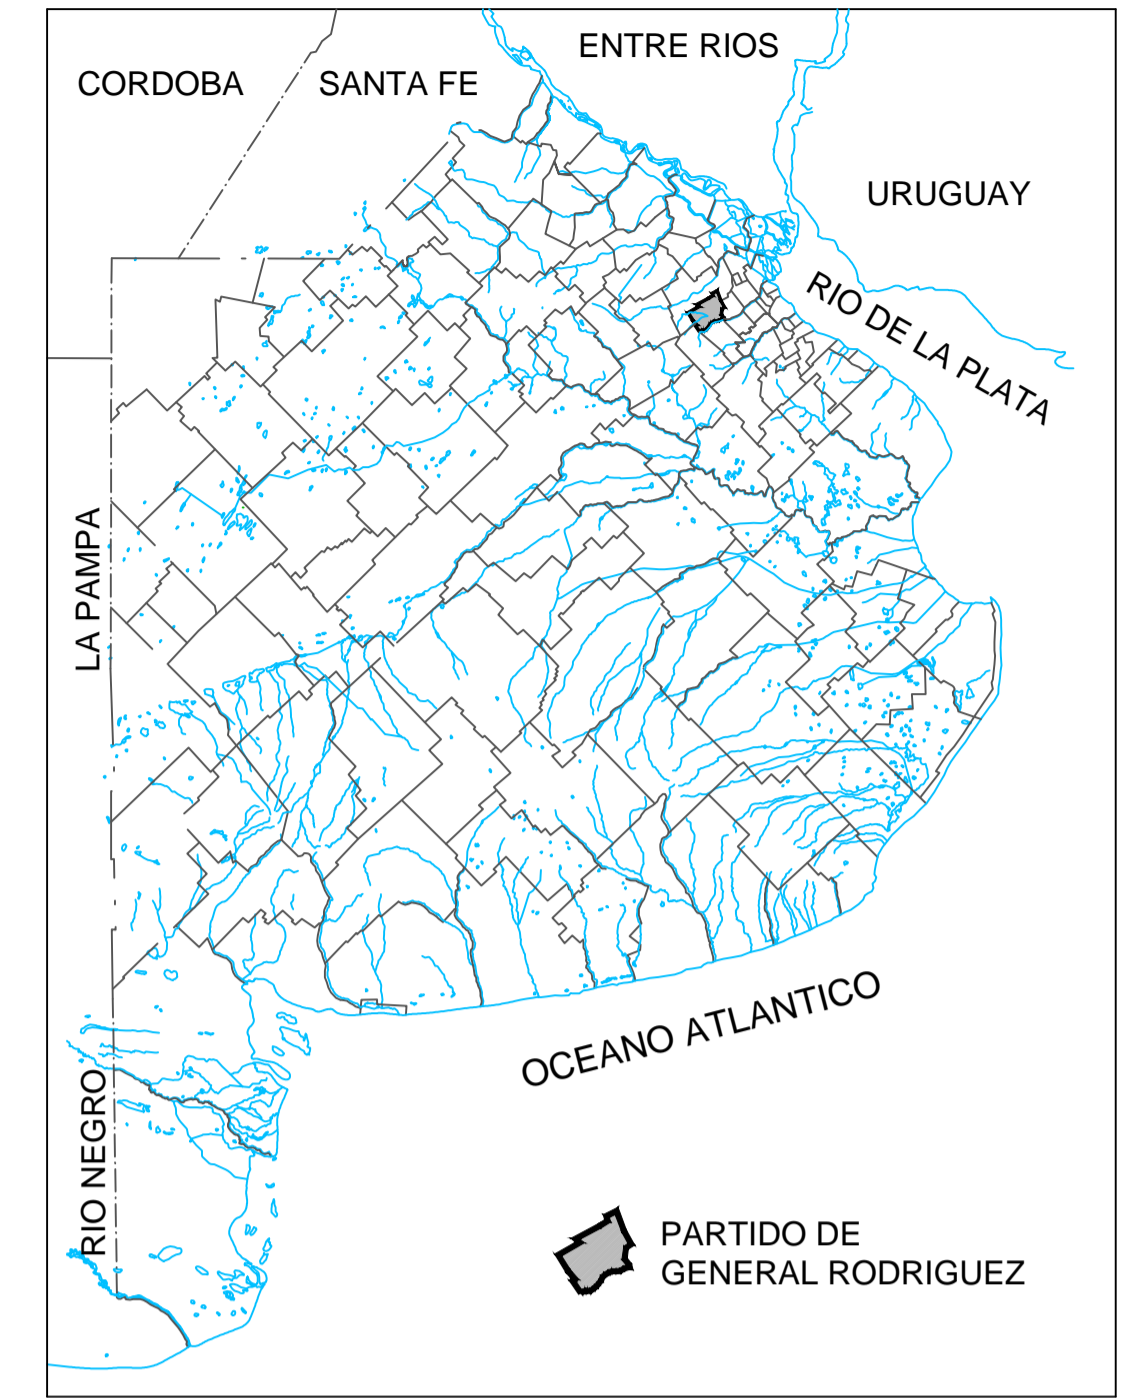 ENTRE RIOS
CORDOBA
SANTA FE
URUGUAY
RIO DE LA PLATA
LA PAMPA
OCEANO ATLANTICO
RIO NEGRO
PARTIDO DE
GENERAL RODRIGUEZ